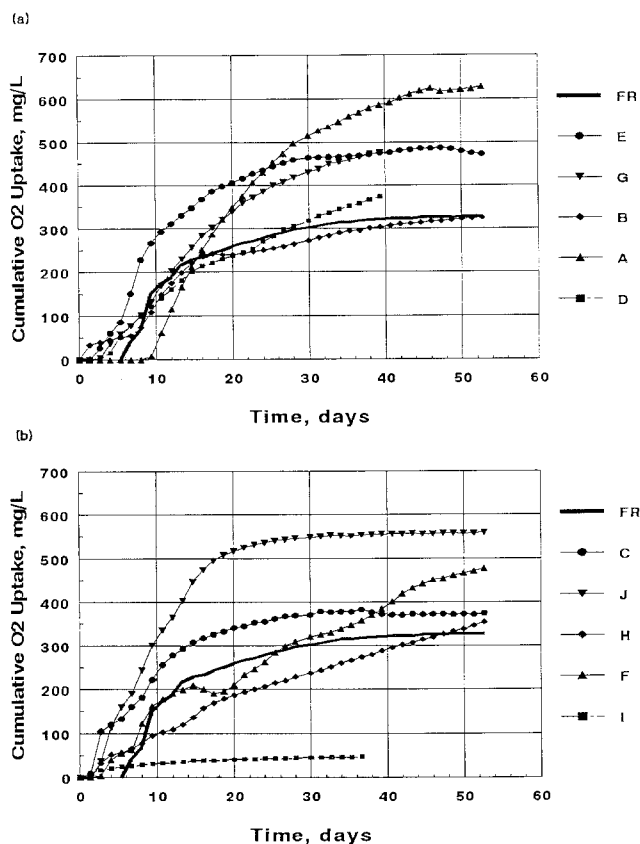 (a)
700
600
500
400
300
200
100
0
Cumulative O2 Uptake, mg/L
0 10 20 30 40 50 60
Time, days
FR
E
G
B
A
D
(b)
700
600
500
400
300
200
100
0
Cumulative O2 Uptake, mg/L
0 10 20 30 40 50 60
Time, days
FR
C
J
H
F
I